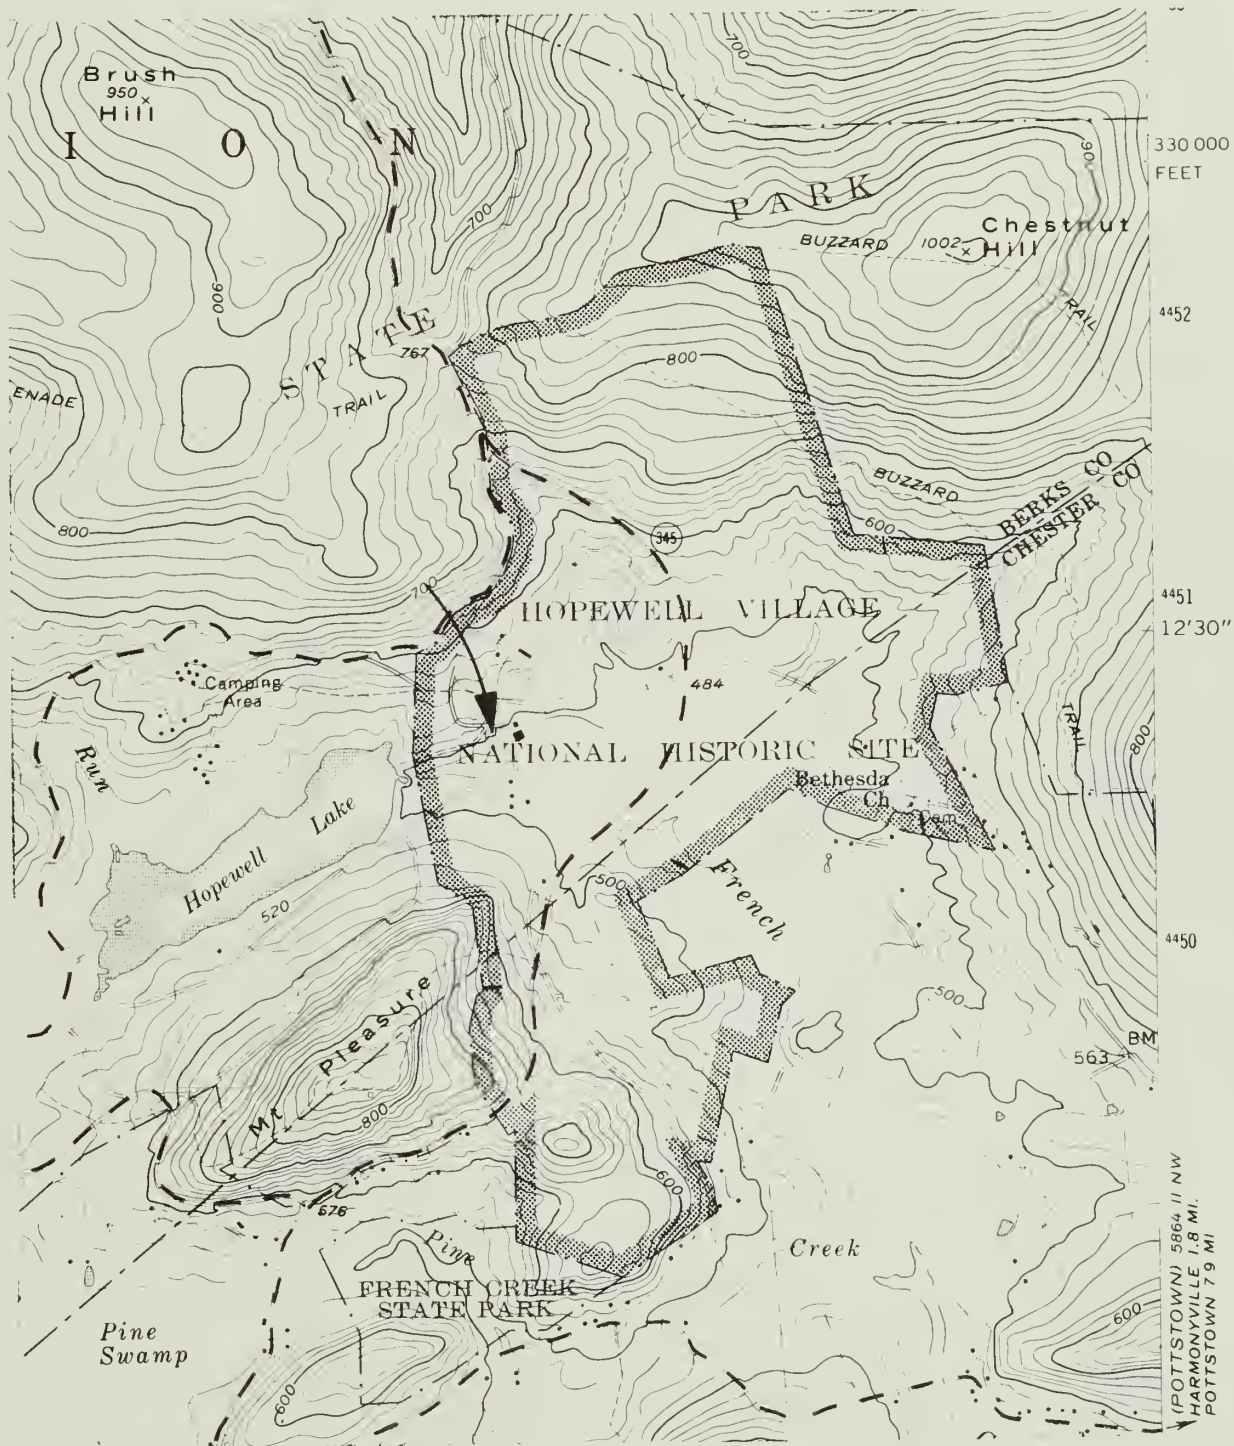 Brush
950
Hill
I O N
700
330 000
FEET
900
PARK
BUZZARD
1002
Chestnut
Hill
700
TRAIL
4452
900
STATE
767
800
ENADE
TRAIL
BUZZARD
BERKS CO
CHESTER CO
600
800
345
700
HOPEWELL VILLAGE
4451
12'30"
Camping
Area
484
TRAIL
800
Run
NATIONAL HISTORIC SITE
Bethesda
Ch
Lake
Hopewell
Cem
500
French
520
4450
500
Mt Pleasure
BM
563
800
600
676
Pine
Creek
FRENCH CREEK
STATE PARK
Pine
Swamp
600
600
(POTTSTOWN) 5864 II NW
HARMONYVILLE 1.8 MI.
POTTSTOWN 7.9 MI